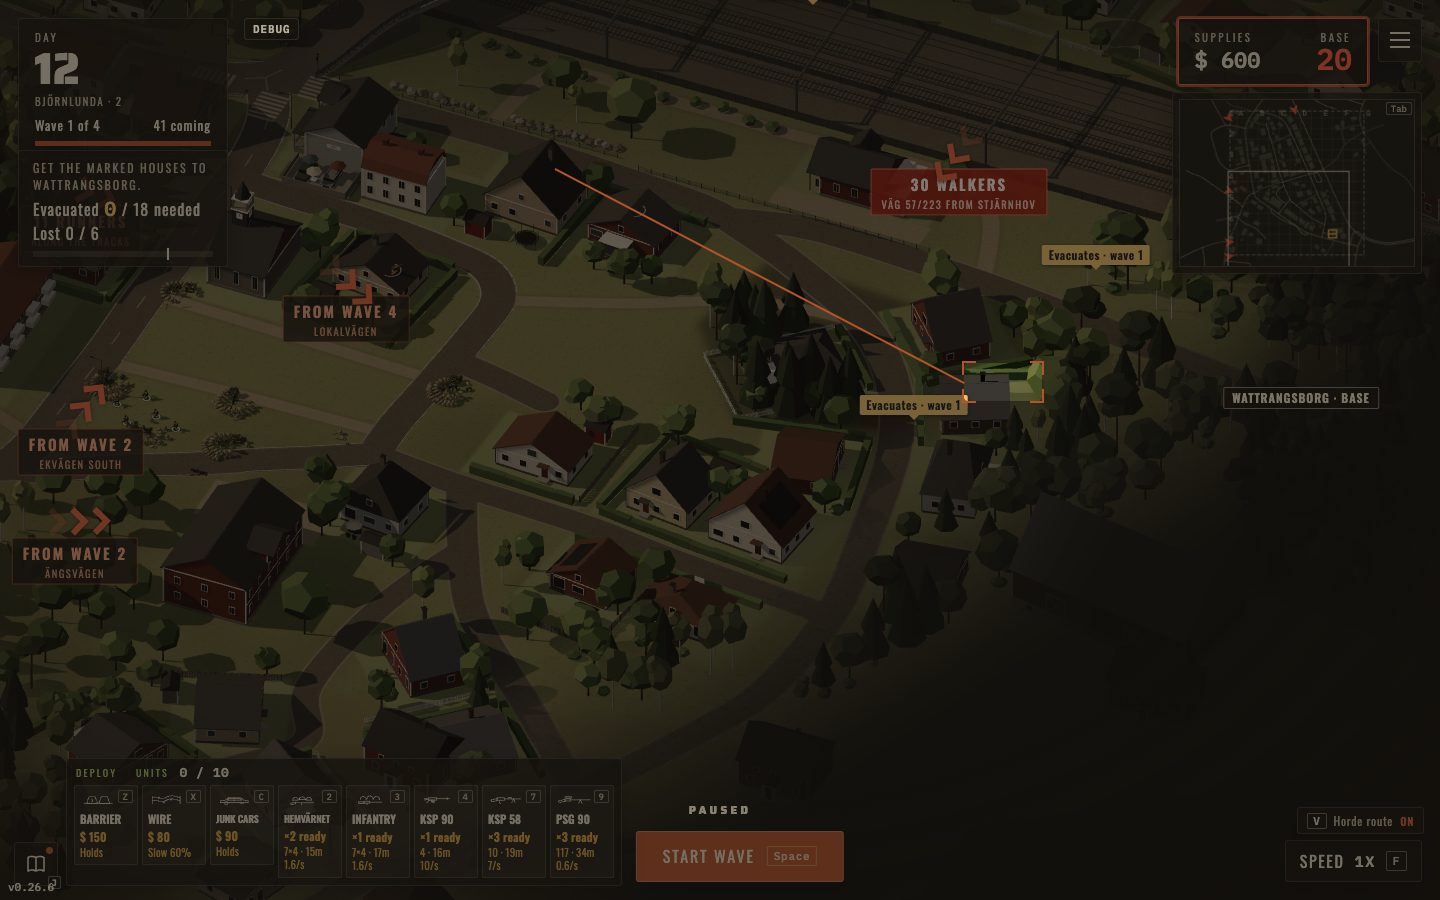 DAY
12
BJÖRNLUNDA · 2
Wave 1 of 4 41 coming
GET THE MARKED HOUSES TO
WATTRANGSBORG.
Evacuated 0 / 18 needed
Lost 0 / 6
DEBUG
SUPPLIES BASE
$ 600 20
Tab
30 WALKERS
VÄG 57/223 FROM STJÄRNHOV
Evacuates · wave 1
FROM WAVE 4
LOKALVÄGEN
Evacuates · wave 1
WATTRANGSBORG · BASE
FROM WAVE 2
EKVÄGEN SOUTH
FROM WAVE 2
ÄNGSVÄGEN
DEPLOY UNITS 0 / 10
Z
BARRIER
$ 150
Holds
X
WIRE
$ 80
Slow 60%
C
JUNK CARS
$ 90
Holds
2
HEMVÄRNET
×2 ready
7×4 · 15m
1.6/s
3
INFANTRY
×1 ready
7×4 · 17m
1.6/s
4
KSP 90
×1 ready
4 · 16m
10/s
7
KSP 58
×3 ready
10 · 19m
7/s
9
PSG 90
×3 ready
117 · 34m
0.6/s
PAUSED
START WAVE Space
V Horde route ON
SPEED 1X F
J
v0.26.6